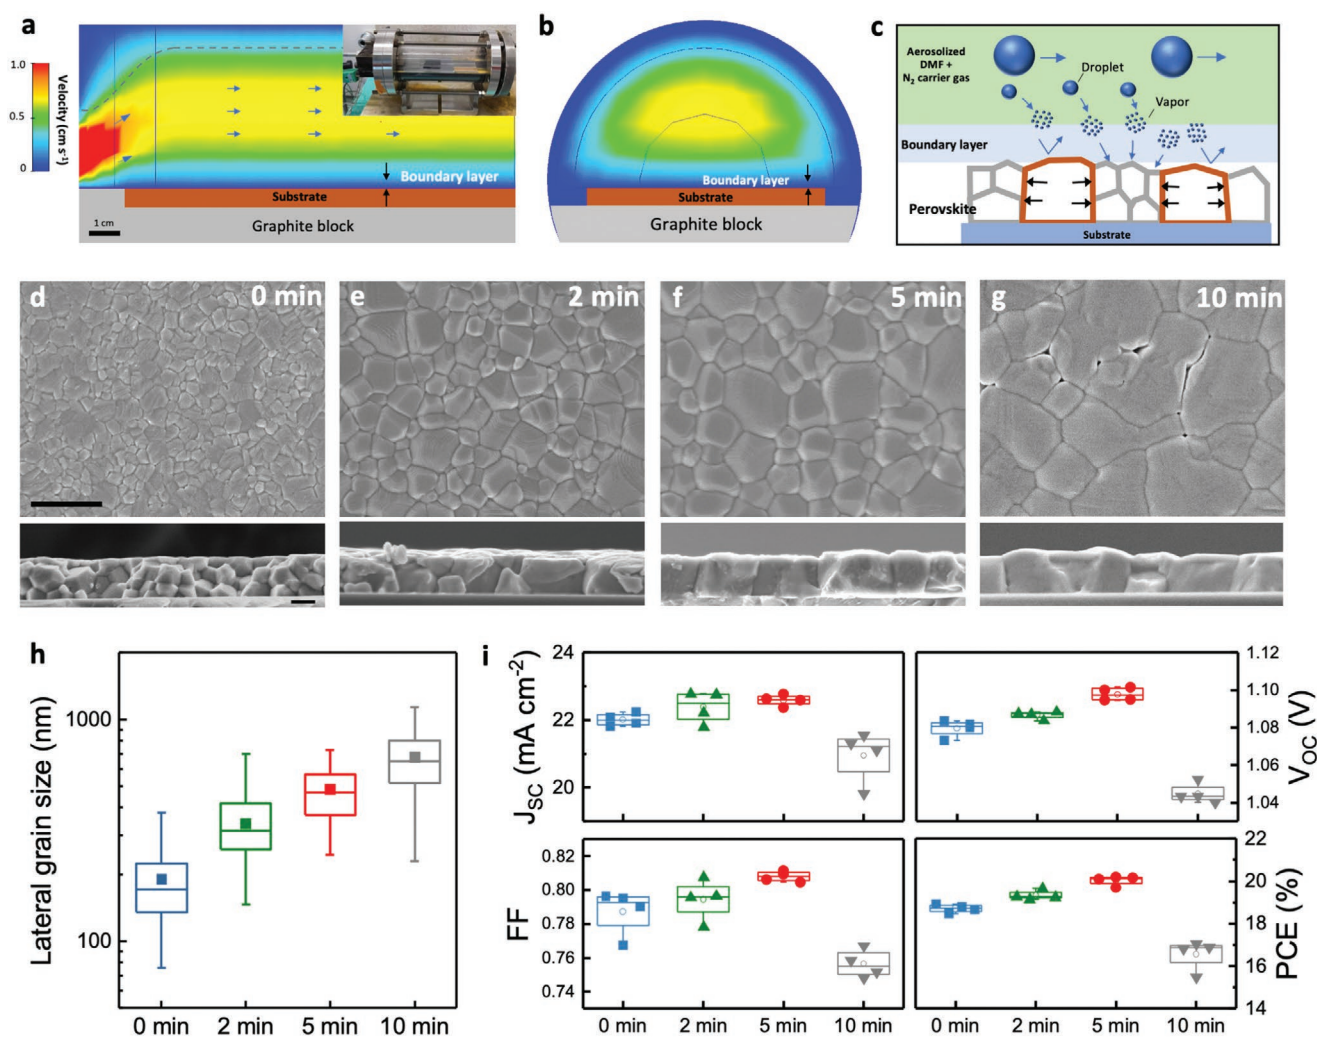 a
1.0
0.5
0
Velocity (cm s⁻¹)
Boundary layer
Substrate
Graphite block
1 cm
b
Boundary layer
Substrate
Graphite block
c
Aerosolized
DMF +
N₂ carrier gas
Droplet
Vapor
Boundary layer
Perovskite
Substrate
d
0 min
e
2 min
f
5 min
g
10 min
h
Lateral grain size (nm)
1000
100
0 min
2 min
5 min
10 min
i
J_SC (mA cm⁻²)
24
22
20
1.12
1.10
1.08
1.06
1.04
V_OC (V)
FF
0.82
0.80
0.76
0.74
22
20
18
16
14
PCE (%)
0 min
2 min
5 min
10 min
0 min
2 min
5 min
10 min